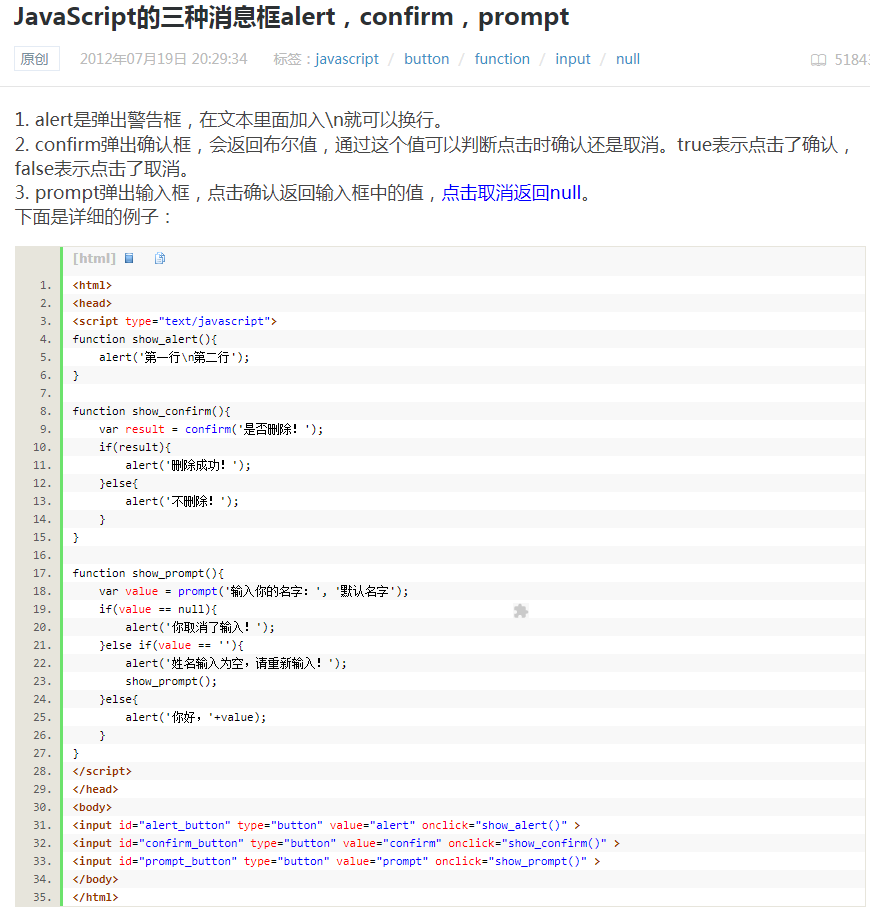 JavaScript的三种消息框alert，confirm，prompt
原创 2012年07月19日 20:29:34 标签：javascript / button / function / input / null 51843
1. alert是弹出警告框，在文本里面加入\n就可以换行。
2. confirm弹出确认框，会返回布尔值，通过这个值可以判断点击时确认还是取消。true表示点击了确认，
false表示点击了取消。
3. prompt弹出输入框，点击确认返回输入框中的值，点击取消返回null。
下面是详细的例子：
[html]
1. <html>
2. <head>
3. <script type="text/javascript">
4. function show_alert(){
5.     alert('第一行\n第二行');
6. }
7.
8. function show_confirm(){
9.     var result = confirm('是否删除！');
10.     if(result){
11.         alert('删除成功！');
12.     }else{
13.         alert('不删除！');
14.     }
15. }
16.
17. function show_prompt(){
18.     var value = prompt('输入你的名字：', '默认名字');
19.     if(value == null){
20.         alert('你取消了输入！');
21.     }else if(value == ''){
22.         alert('姓名输入为空，请重新输入！');
23.         show_prompt();
24.     }else{
25.         alert('你好，'+value);
26.     }
27. }
28. </script>
29. </head>
30. <body>
31. <input id="alert_button" type="button" value="alert" onclick="show_alert()" >
32. <input id="confirm_button" type="button" value="confirm" onclick="show_confirm()" >
33. <input id="prompt_button" type="button" value="prompt" onclick="show_prompt()" >
34. </body>
35. </html>